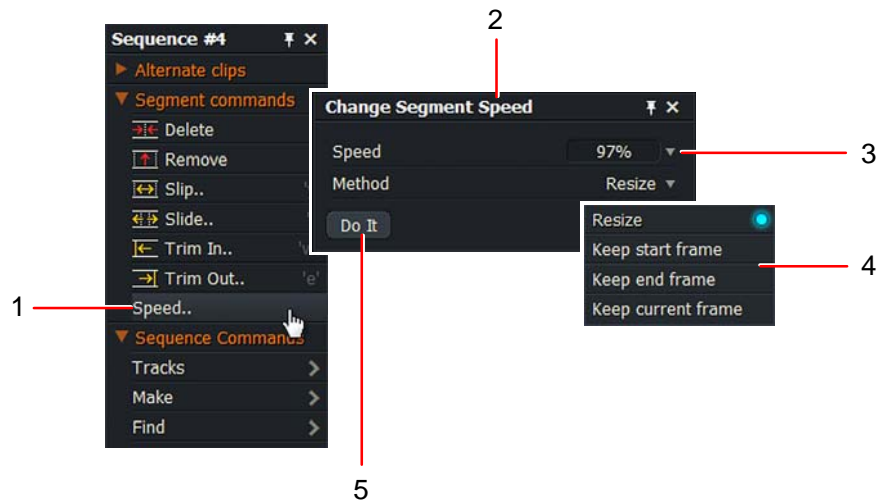 2
Sequence #4
Alternate clips
Segment commands
Delete
Remove
Slip..
Slide..
Trim In..
Trim Out.. 'e'
Speed..
Sequence Commands
Tracks
Make
Find
1
Change Segment Speed
Speed 97%
Method Resize
Do It
3
Resize
Keep start frame
Keep end frame
Keep current frame
4
5